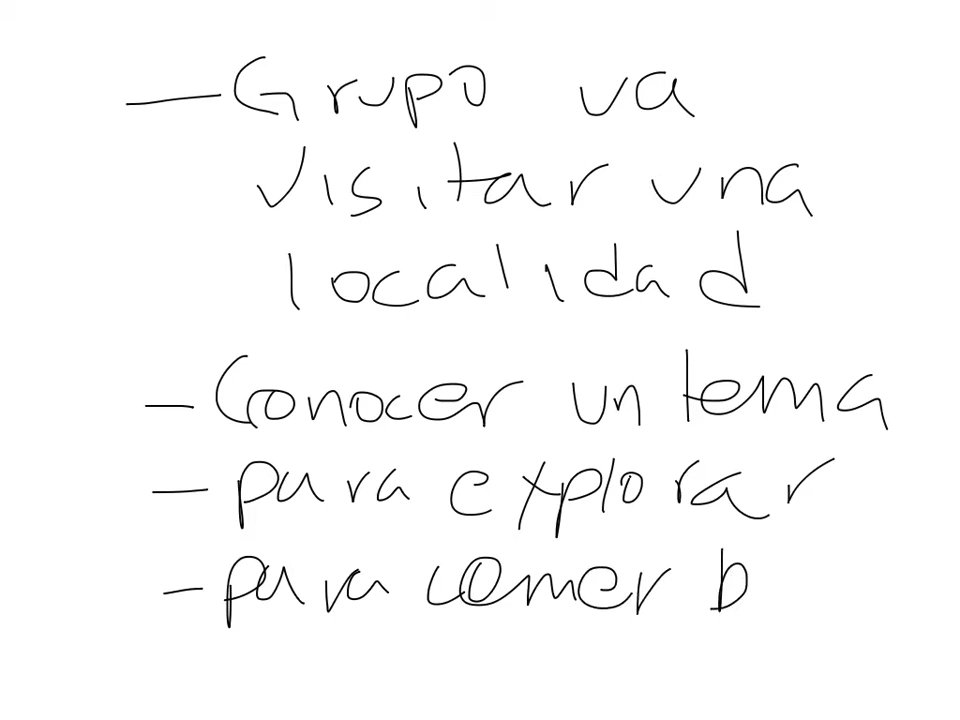 - Grupo va
visitar una
localidad
- Conocer un tema
- para explorar
- para comer b